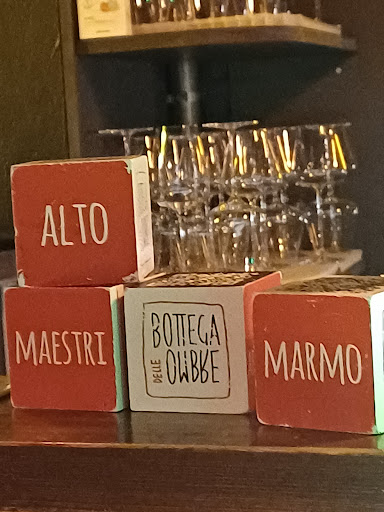 ALTO
MAESTRI
BOTTEGA
DELLE
OMBRE
MARMO